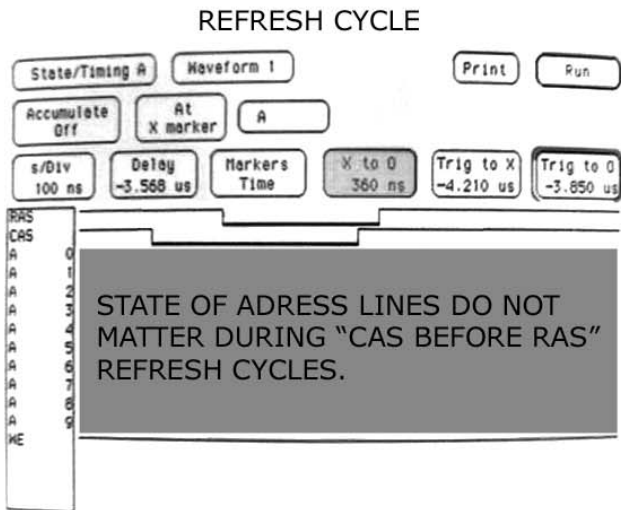 REFRESH CYCLE
State/Timing A Waveform 1 Print Run
Accumulate Off At X marker A
s/Div 100 ns Delay -3.568 us Markers Time X to O 360 ns Trig to X -4.210 us Trig to O -3.850 us
RAS
CAS
A 0
A 1
A 2
A 3
A 4
A 5
A 6
A 7
A 8
A 9
WE
STATE OF ADRESS LINES DO NOT
MATTER DURING “CAS BEFORE RAS”
REFRESH CYCLES.